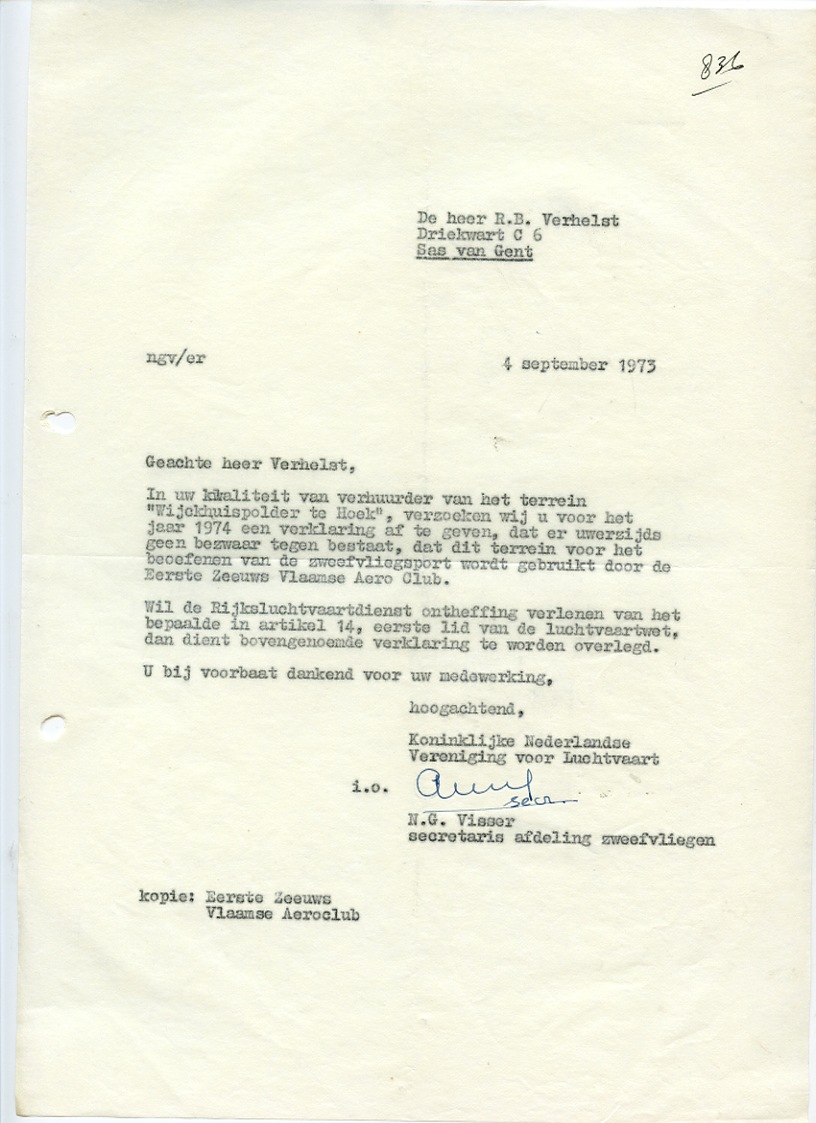 836
De heer R.B. Verhelst
Driekwart C 6
Sas van Gent
ngv/er
4 september 1973
Geachte heer Verhelst,
In uw kwaliteit van verhuurder van het terrein
"Wijckhuispolder te Hoek", verzoeken wij u voor het
jaar 1974 een verklaring af te geven, dat er uwerzijds
geen bezwaar tegen bestaat, dat dit terrein voor het
beoefenen van de zweefvliegsport wordt gebruikt door de
Eerste Zeeuws Vlaamse Aero Club.
Wil de Rijksluchtvaartdienst ontheffing verlenen van het
bepaalde in artikel 14, eerste lid van de luchtvaartwet,
dan dient bovengenoemde verklaring te worden overlegd.
U bij voorbaat dankend voor uw medewerking,
hoogachtend,
Koninklijke Nederlandse
Vereniging voor Luchtvaart
i.o.
secr.
N.G. Visser
secretaris afdeling zweefvliegen
kopie: Eerste Zeeuws
Vlaamse Aeroclub